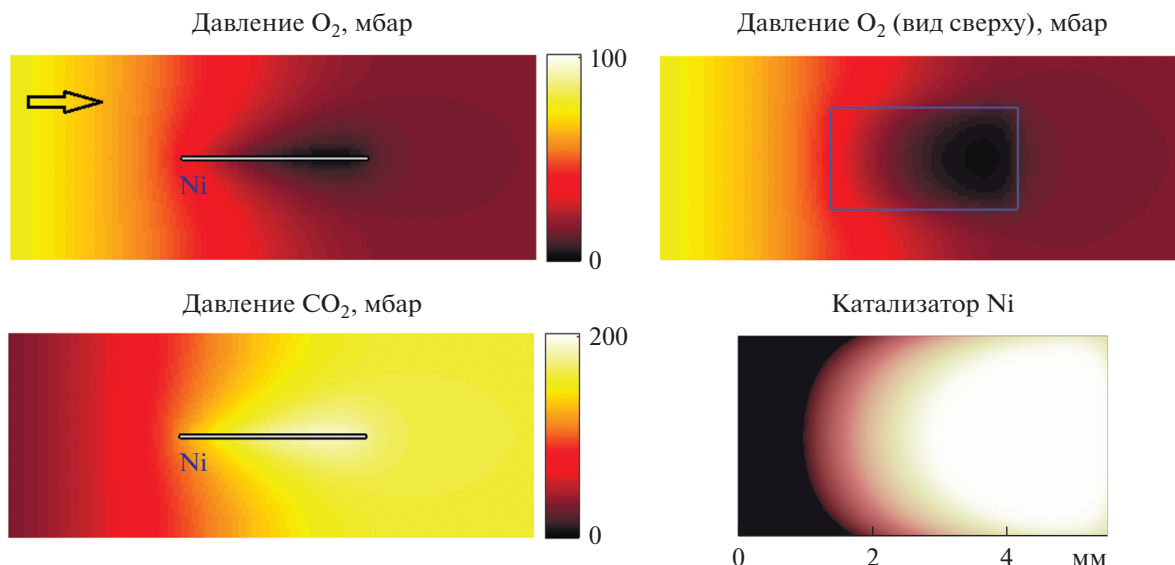 Давление O₂, мбар
Давление O₂ (вид сверху), мбар
100
Ni
0
Давление CO₂, мбар
Катализатор Ni
200
Ni
0
0 2 4 мм